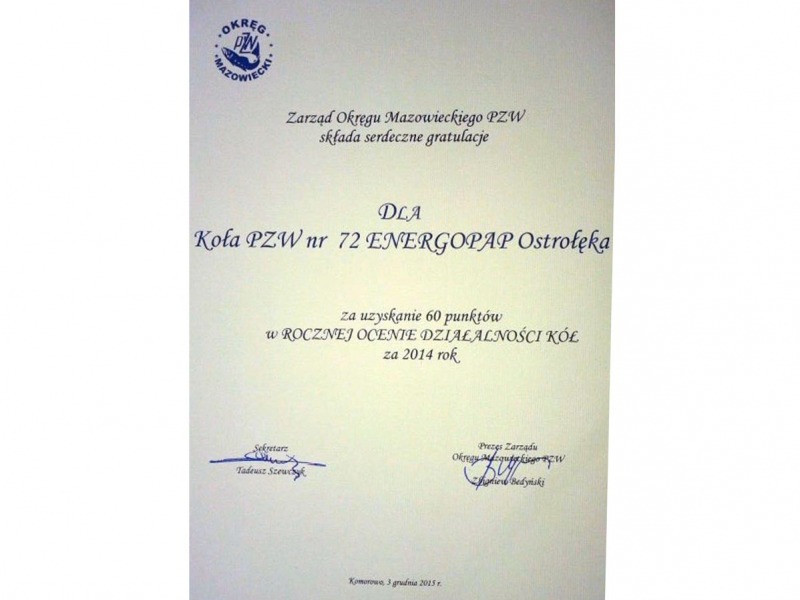 OKRĘG
PZW
MAZOWIECKI
Zarząd Okręgu Mazowieckiego PZW
składa serdeczne gratulacje
DLA
Koła PZW nr 72 ENERGOPAP Ostrołęka
za uzyskanie 60 punktów
w ROCZNEJ OCENIE DZIAŁALNOŚCI KÓŁ
za 2014 rok
Sekretarz
Tadeusz Szewczyk
Prezes Zarządu
Okręgu Mazowieckiego PZW
Zbigniew Bedyński
Komorowo, 3 grudnia 2015 r.